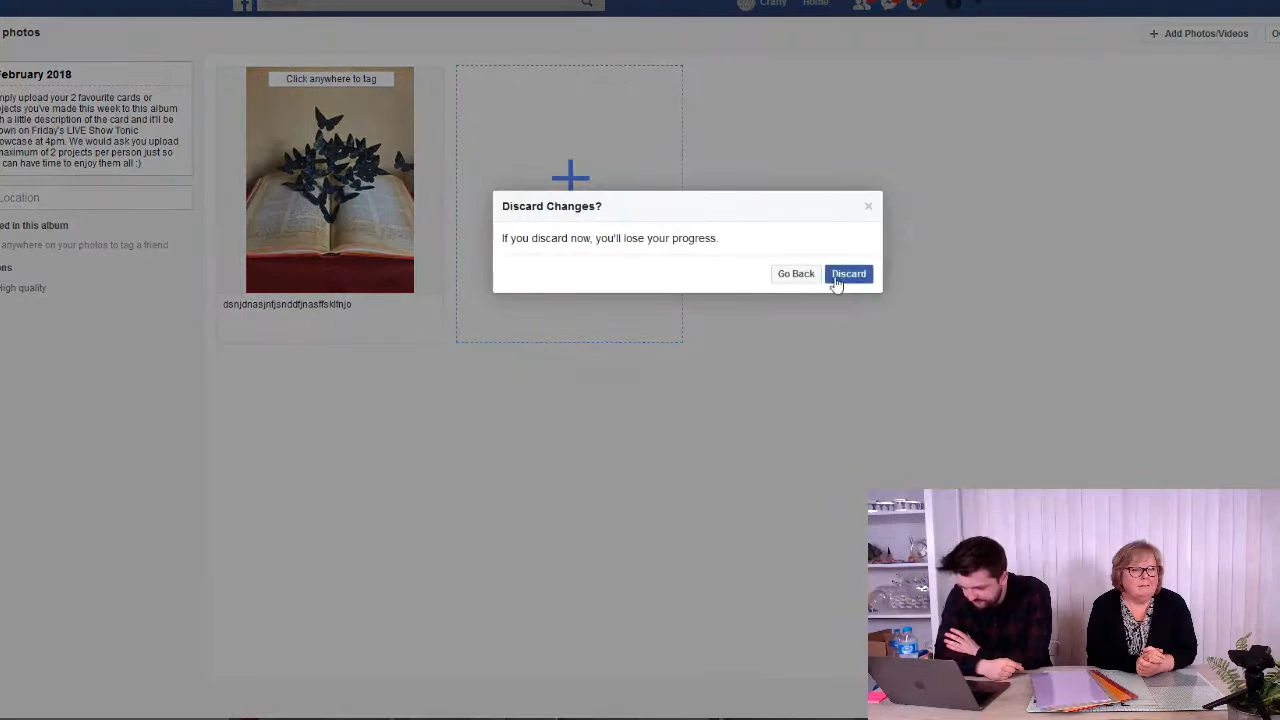 Crafty Home
photos
+ Add Photos/Videos
ebruary 2018
Click anywhere to tag
mply upload your 2 favourite cards or
ojects you've made this week to this album
h a little description of the card and it'll be
own on Friday's LIVE Show Tonic
owcase at 4pm. We would ask you upload
maximum of 2 projects per person just so
can have time to enjoy them all :)
Location
ed in this album
anywhere on your photos to tag a friend
ons
High quality
dsnjdnasjnfjsnddfjnasffsklfnjo
Discard Changes?
If you discard now, you'll lose your progress.
Go Back
Discard